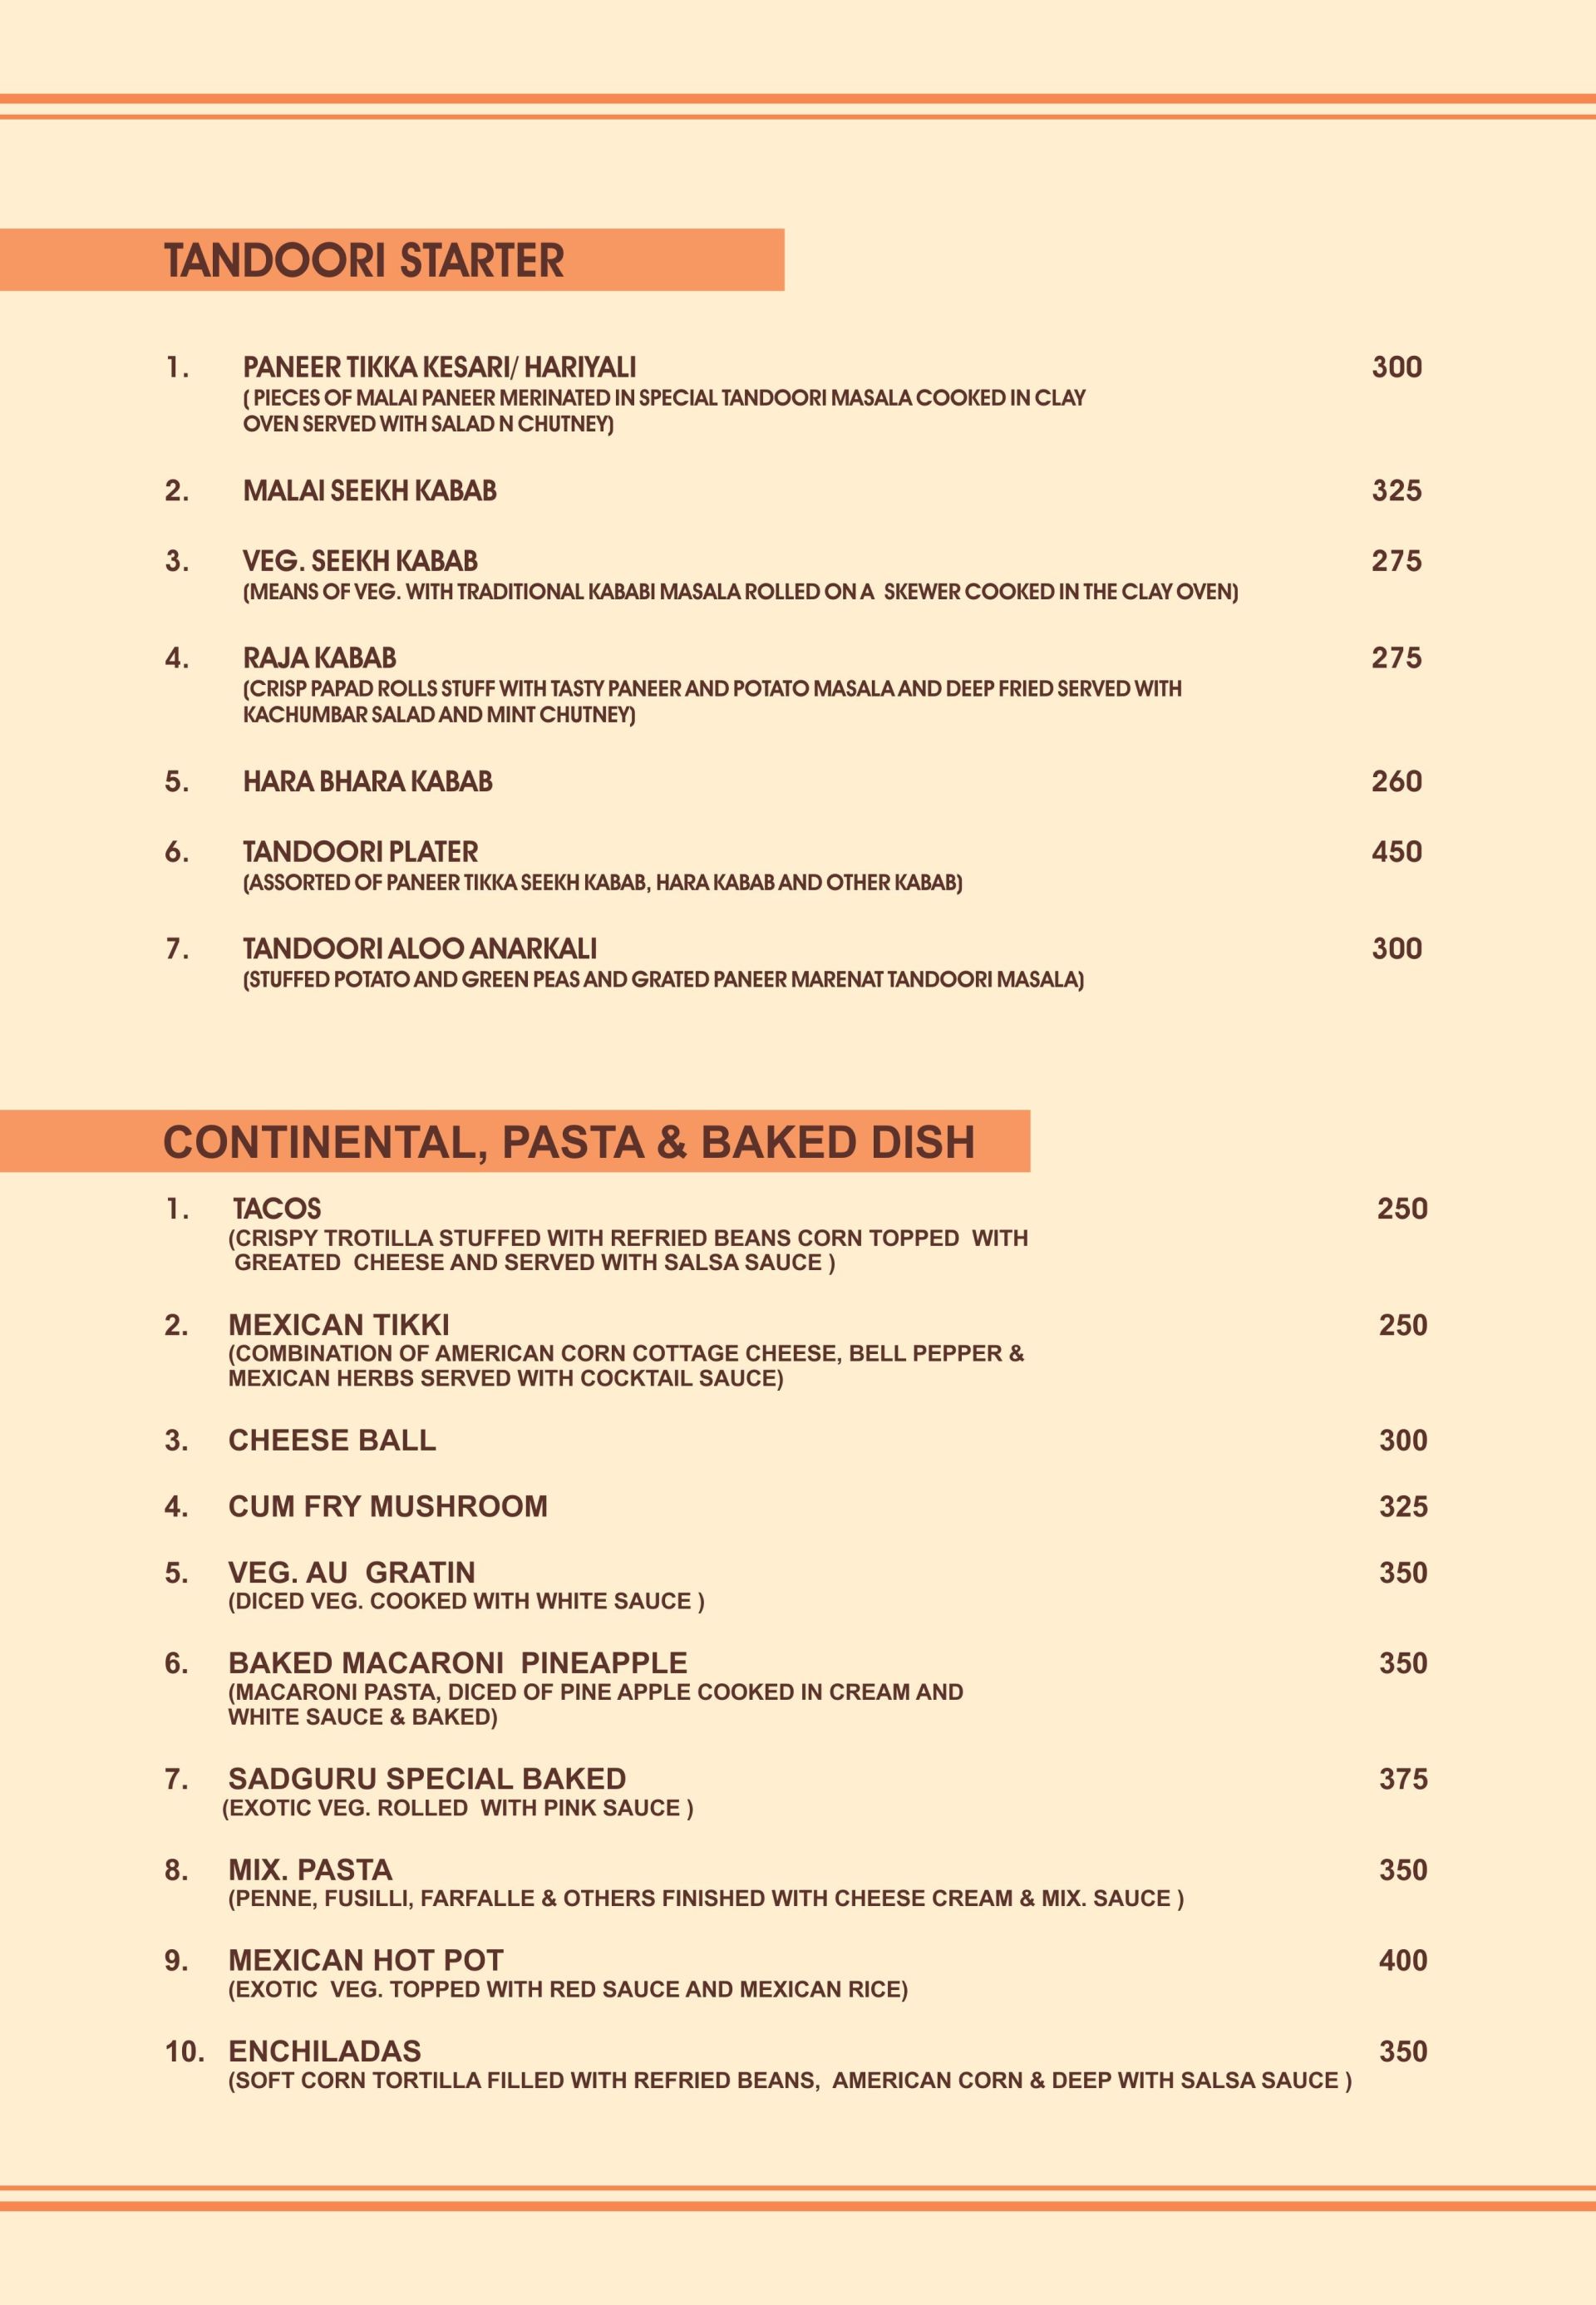 TANDOORI STARTER
1. PANEER TIKKA KESARI/ HARIYALI 300
( PIECES OF MALAI PANEER MERINATED IN SPECIAL TANDOORI MASALA COOKED IN CLAY
OVEN SERVED WITH SALAD N CHUTNEY)
2. MALAI SEEKH KABAB 325
3. VEG. SEEKH KABAB 275
(MEANS OF VEG. WITH TRADITIONAL KABABI MASALA ROLLED ON A SKEWER COOKED IN THE CLAY OVEN)
4. RAJA KABAB 275
(CRISP PAPAD ROLLS STUFF WITH TASTY PANEER AND POTATO MASALA AND DEEP FRIED SERVED WITH
KACHUMBAR SALAD AND MINT CHUTNEY)
5. HARA BHARA KABAB 260
6. TANDOORI PLATER 450
(ASSORTED OF PANEER TIKKA SEEKH KABAB, HARA KABAB AND OTHER KABAB)
7. TANDOORI ALOO ANARKALI 300
(STUFFED POTATO AND GREEN PEAS AND GRATED PANEER MARENAT TANDOORI MASALA)
CONTINENTAL, PASTA & BAKED DISH
1. TACOS 250
(CRISPY TROTILLA STUFFED WITH REFRIED BEANS CORN TOPPED WITH
GREATED CHEESE AND SERVED WITH SALSA SAUCE )
2. MEXICAN TIKKI 250
(COMBINATION OF AMERICAN CORN COTTAGE CHEESE, BELL PEPPER &
MEXICAN HERBS SERVED WITH COCKTAIL SAUCE)
3. CHEESE BALL 300
4. CUM FRY MUSHROOM 325
5. VEG. AU GRATIN 350
(DICED VEG. COOKED WITH WHITE SAUCE )
6. BAKED MACARONI PINEAPPLE 350
(MACARONI PASTA, DICED OF PINE APPLE COOKED IN CREAM AND
WHITE SAUCE & BAKED)
7. SADGURU SPECIAL BAKED 375
(EXOTIC VEG. ROLLED WITH PINK SAUCE )
8. MIX. PASTA 350
(PENNE, FUSILLI, FARFALLE & OTHERS FINISHED WITH CHEESE CREAM & MIX. SAUCE )
9. MEXICAN HOT POT 400
(EXOTIC VEG. TOPPED WITH RED SAUCE AND MEXICAN RICE)
10. ENCHILADAS 350
(SOFT CORN TORTILLA FILLED WITH REFRIED BEANS, AMERICAN CORN & DEEP WITH SALSA SAUCE )